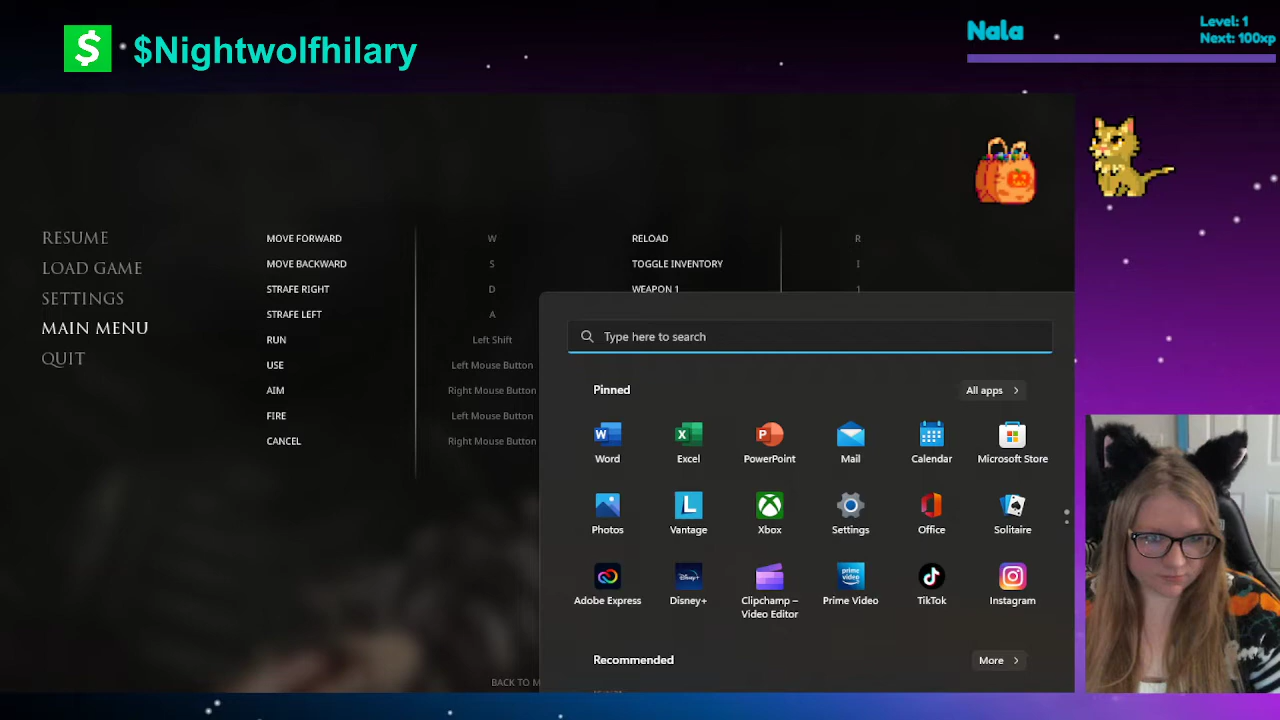 $ $Nightwolfhilary
Nala
Level: 1
Next: 100xp
RESUME
LOAD GAME
SETTINGS
MAIN MENU
QUIT
MOVE FORWARD W
MOVE BACKWARD S
STRAFE RIGHT D
STRAFE LEFT A
RUN Left Shift
USE Left Mouse Button
AIM Right Mouse Button
FIRE Left Mouse Button
CANCEL Right Mouse Button
RELOAD R
TOGGLE INVENTORY I
WEAPON 1 1
BACK TO M
Type here to search
Pinned
All apps
Word Excel PowerPoint Mail Calendar Microsoft Store
Photos Vantage Xbox Settings Office Solitaire
Adobe Express Disney+ Clipchamp – Prime Video TikTok Instagram
Video Editor
Recommended
More